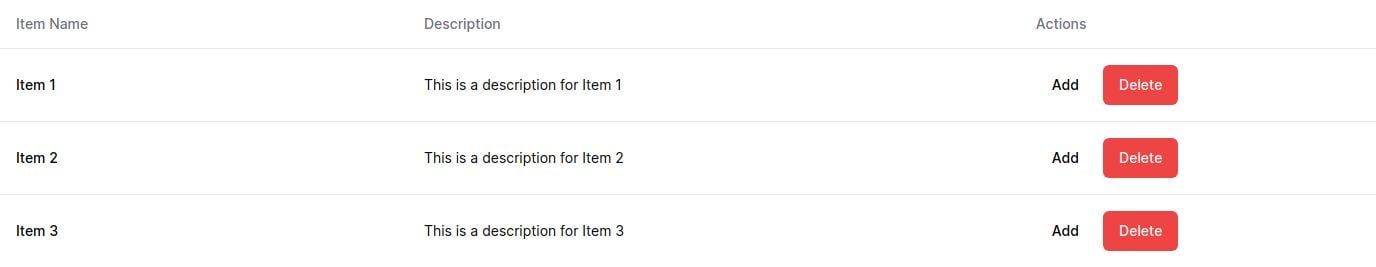 Item Name Description Actions
Item 1 This is a description for Item 1 Add Delete
Item 2 This is a description for Item 2 Add Delete
Item 3 This is a description for Item 3 Add Delete